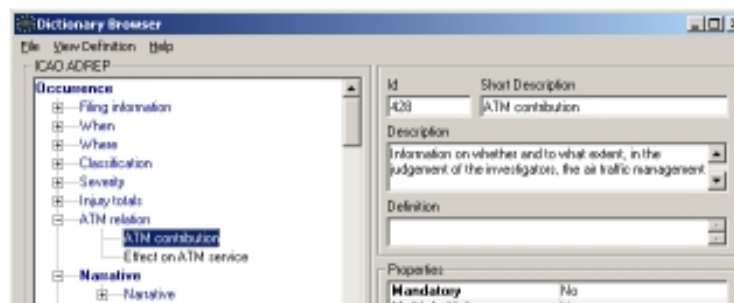 Dictionary Browser
File View Definition Help
ICAO ADREP
Occurrence
Filing information
When
Where
Classification
Severity
Injury totals
ATM relation
ATM contribution
Effect on ATM service
Narrative
Narrative
Id Short Description
428 ATM contribution
Description
Information on whether and to what extent, in the
judgement of the investigators, the air traffic management
Definition
Properties
Mandatory No